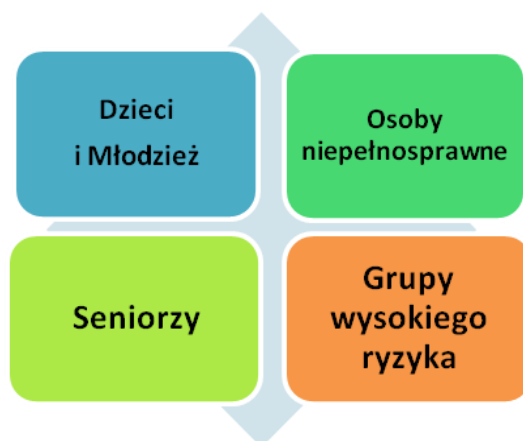 Dzieci
i Młodzież
Osoby
niepełnosprawne
Seniorzy
Grupy
wysokiego
ryzyka